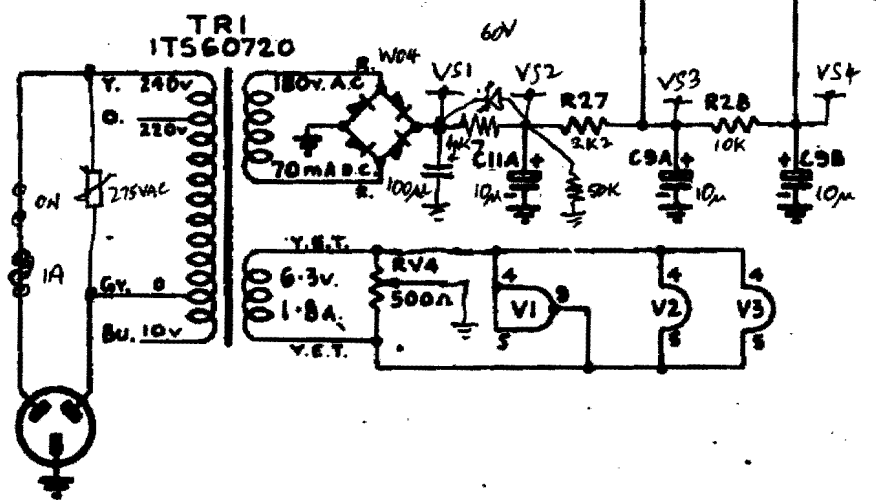 TR1
ITS60720
Y. 240v
O.
220v
Gy. 0
Bu. 10v
275VAC
ON
1A
R.
180v. A.C.
70mA D.C.
R.
W04
60V
VS1
VS2
VS3
VS4
4K7
100µ
C11A
+
10µ
-
R27
2K2
50K
C9A
+
10µ
-
R28
10K
+
C9B
10µ
-
Y.E.T.
6.3v.
1.8A.
Y.E.T.
RV4
500Ω
4
V1
9
5
4
V2
5
4
V3
5